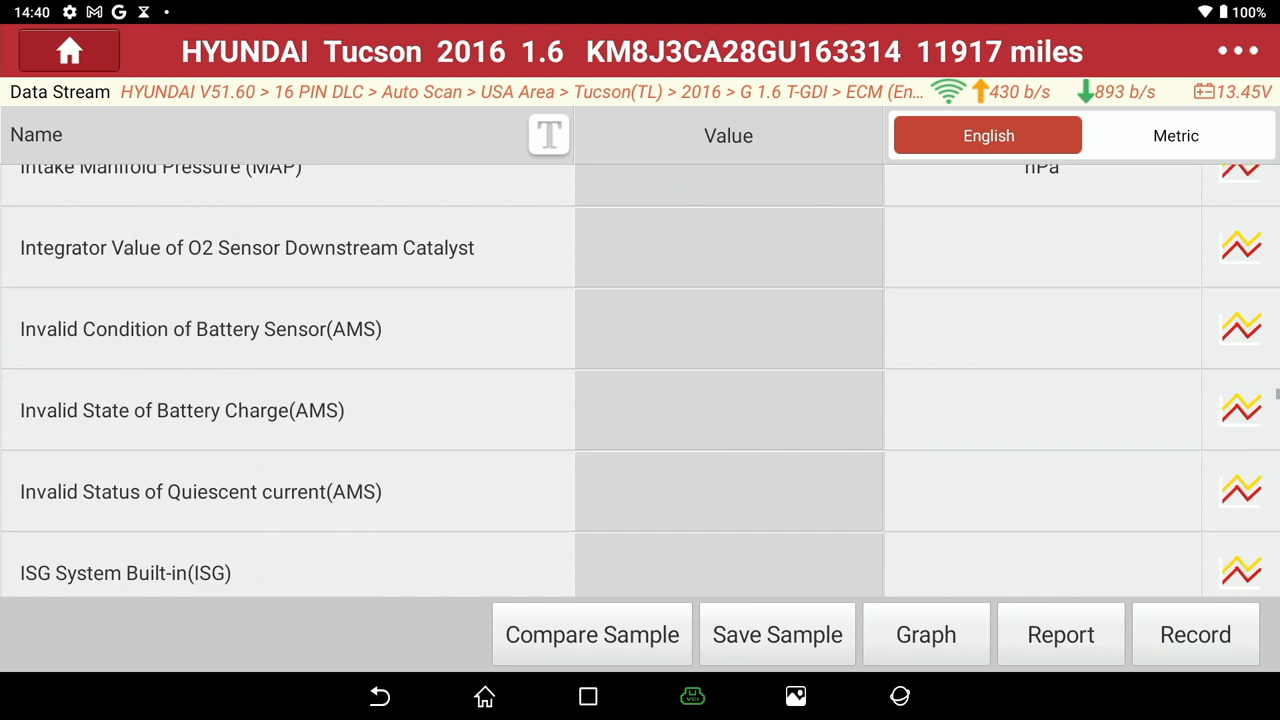 14:40 100%
HYUNDAI Tucson 2016 1.6 KM8J3CA28GU163314 11917 miles
Data Stream HYUNDAI V51.60 > 16 PIN DLC > Auto Scan > USA Area > Tucson(TL) > 2016 > G 1.6 T-GDI > ECM (En... 430 b/s 893 b/s 13.45V
Name T Value English Metric
Intake Manifold Pressure (MAP) hPa
Integrator Value of O2 Sensor Downstream Catalyst
Invalid Condition of Battery Sensor(AMS)
Invalid State of Battery Charge(AMS)
Invalid Status of Quiescent current(AMS)
ISG System Built-in(ISG)
Compare Sample Save Sample Graph Report Record
VCI